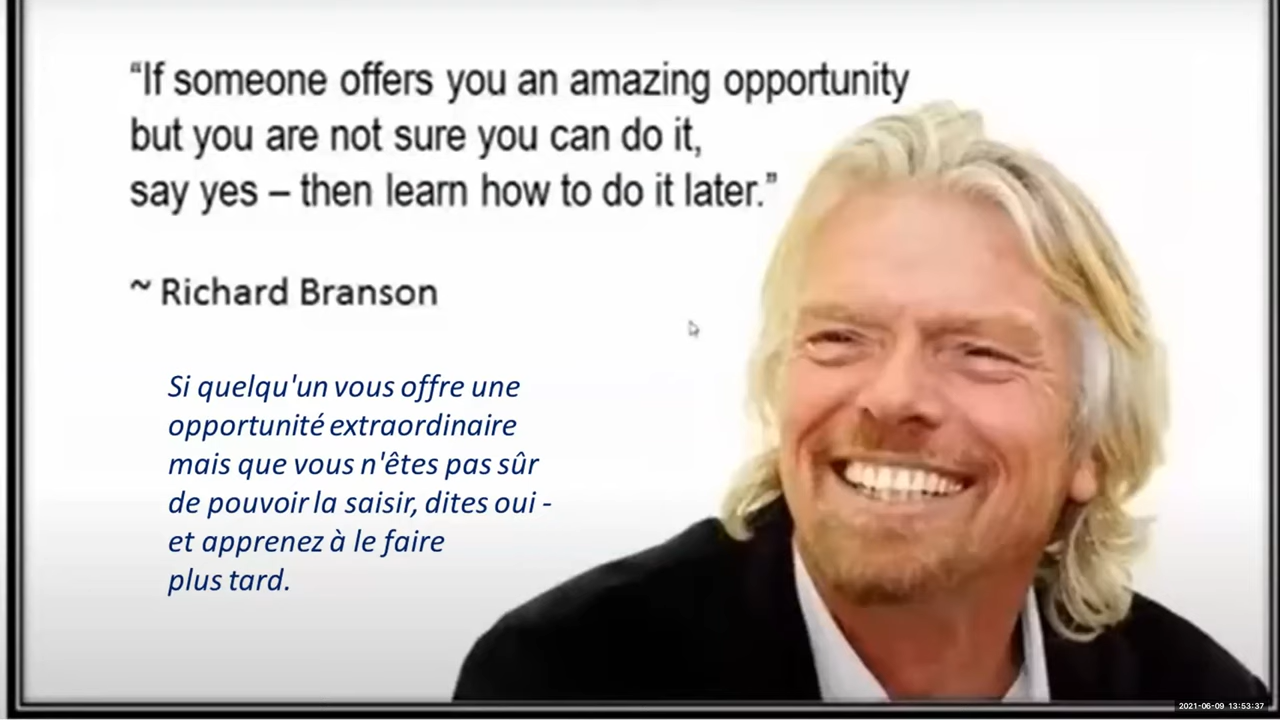 “If someone offers you an amazing opportunity
but you are not sure you can do it,
say yes – then learn how to do it later.”
~ Richard Branson
Si quelqu'un vous offre une
opportunité extraordinaire
mais que vous n'êtes pas sûr
de pouvoir la saisir, dites oui -
et apprenez à le faire
plus tard.
2021-06-09 13:53:37